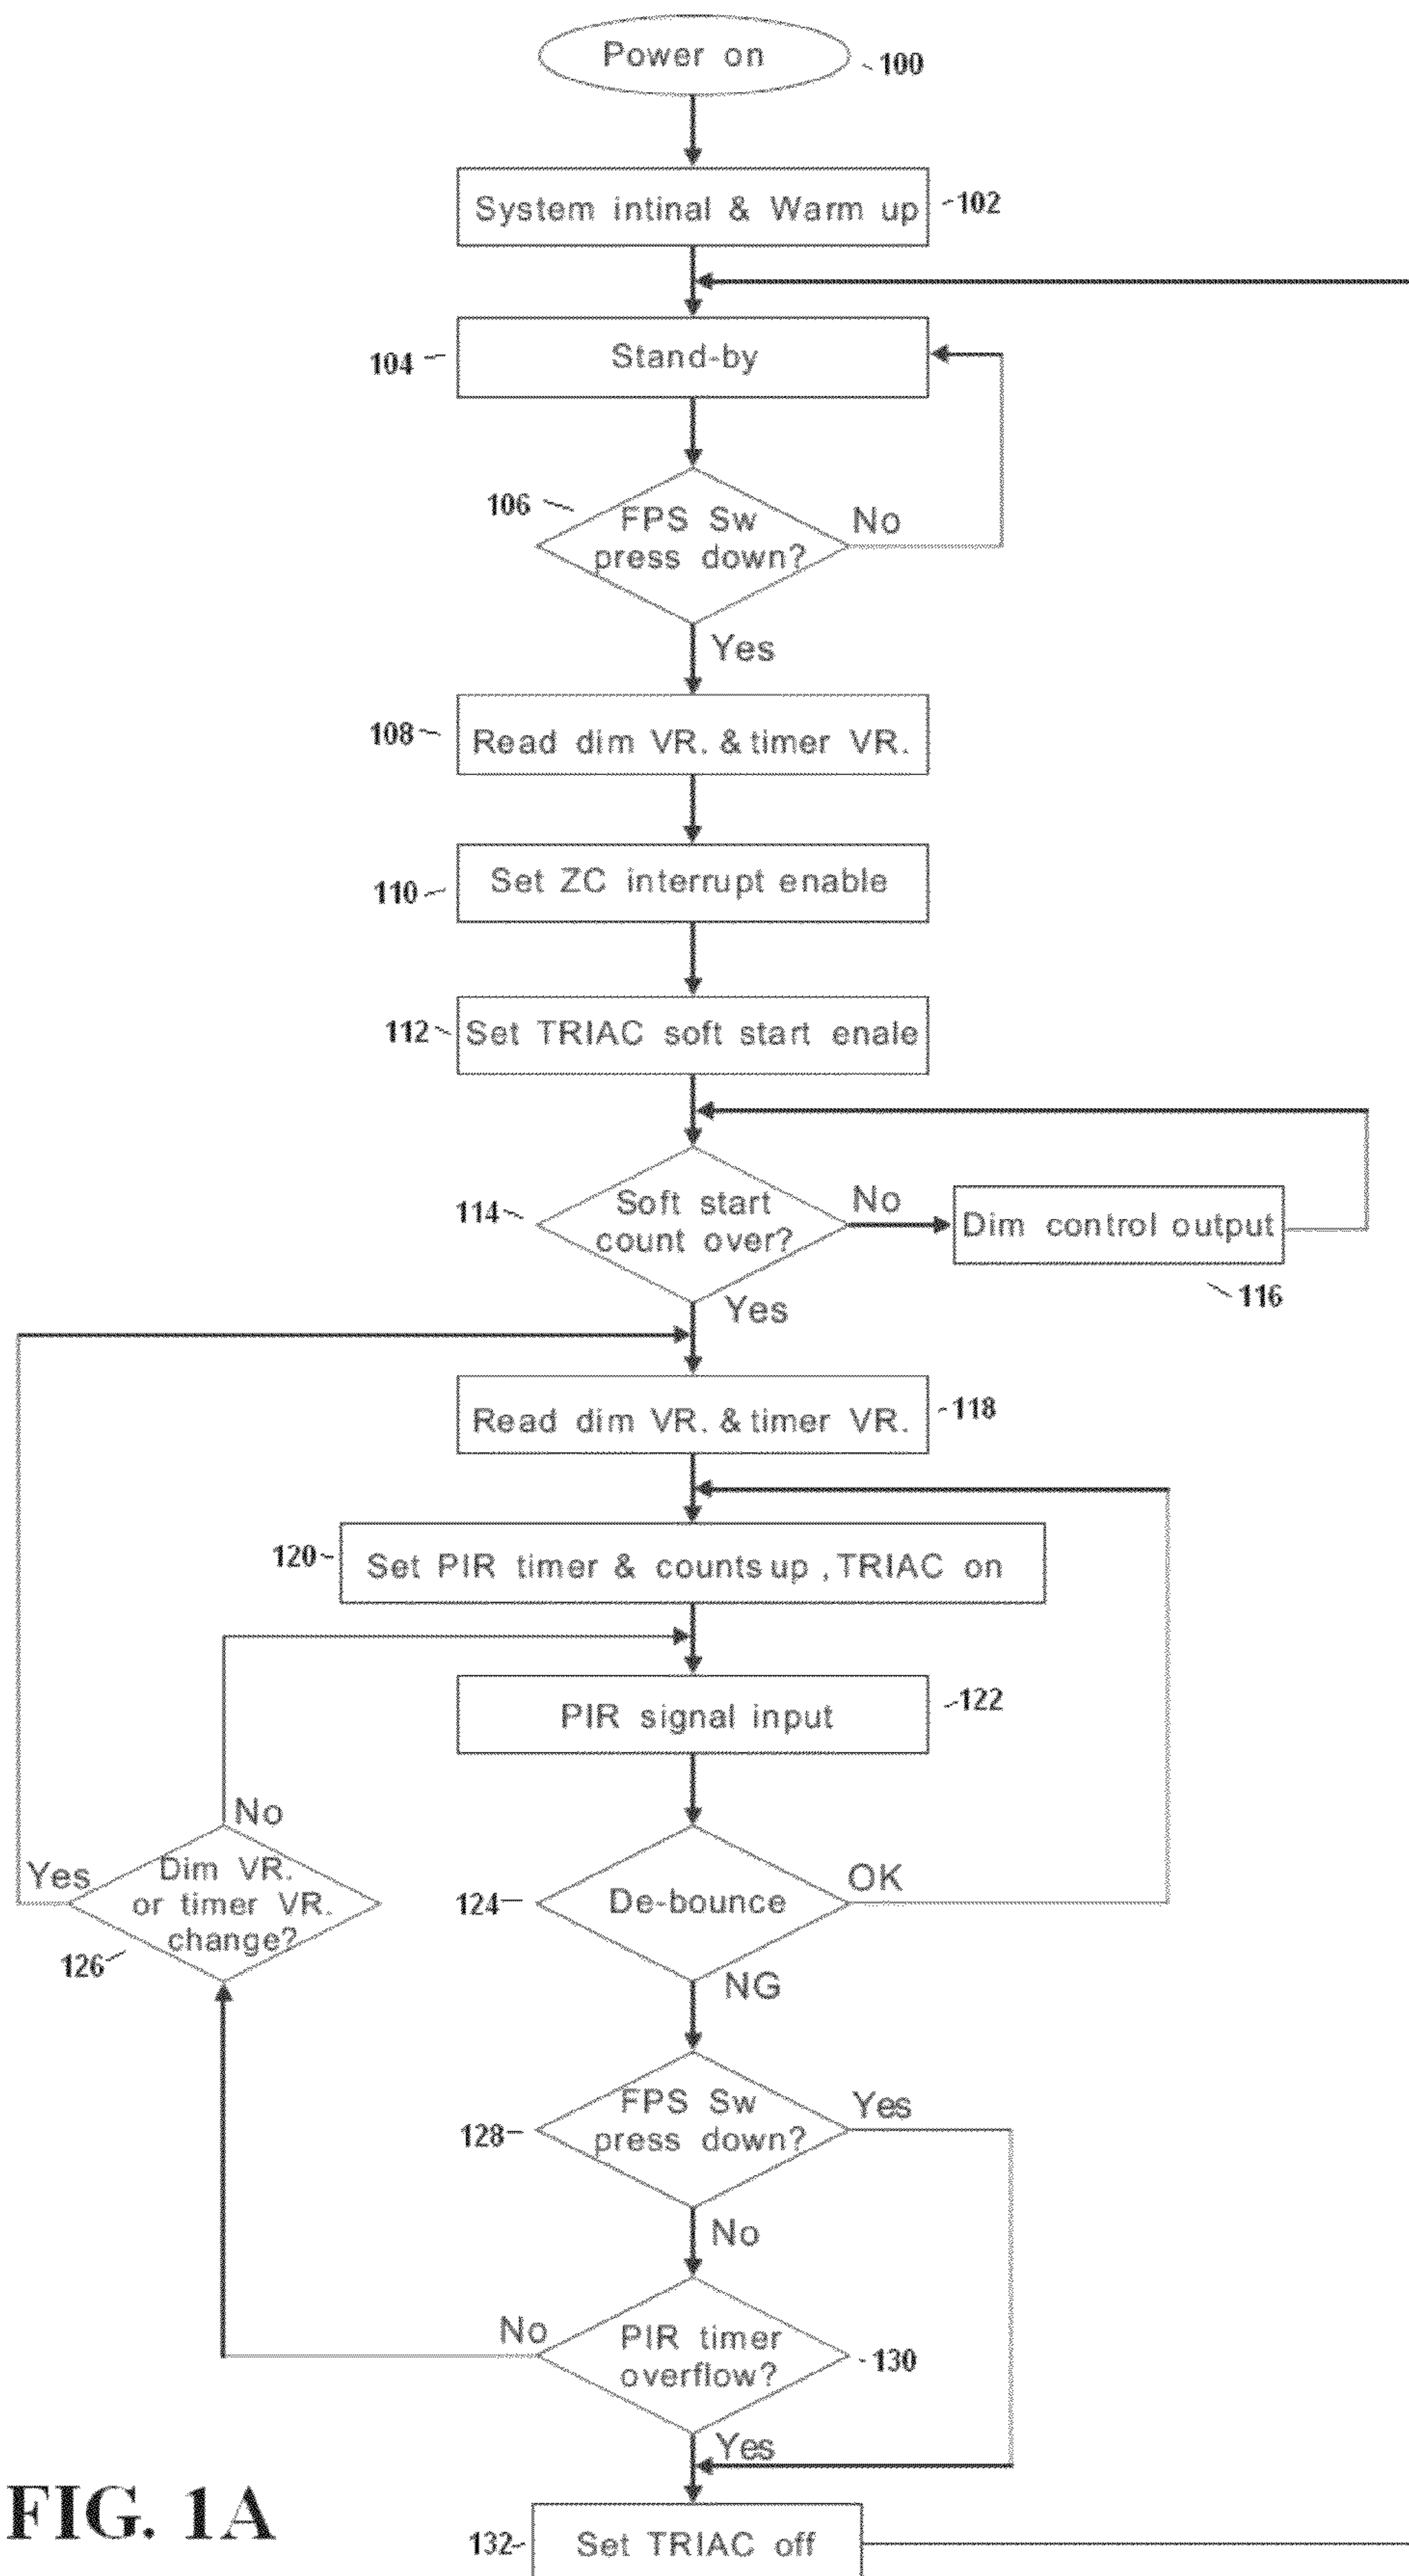 Power on
100
System intinal & Warm up
102
104
Stand-by
106
FPS Sw
press down?
No
Yes
108
Read dim VR. & timer VR.
110
Set ZC interrupt enable
112
Set TRIAC soft start enale
114
Soft start
count over?
No
Dim control output
116
Yes
Read dim VR. & timer VR.
118
120
Set PIR timer & counts up , TRIAC on
PIR signal input
122
No
Yes
Dim VR.
or timer VR.
change?
126
124
De-bounce
OK
NG
128
FPS Sw
press down?
Yes
No
No
PIR timer
overflow?
130
Yes
132
Set TRIAC off
FIG. 1A